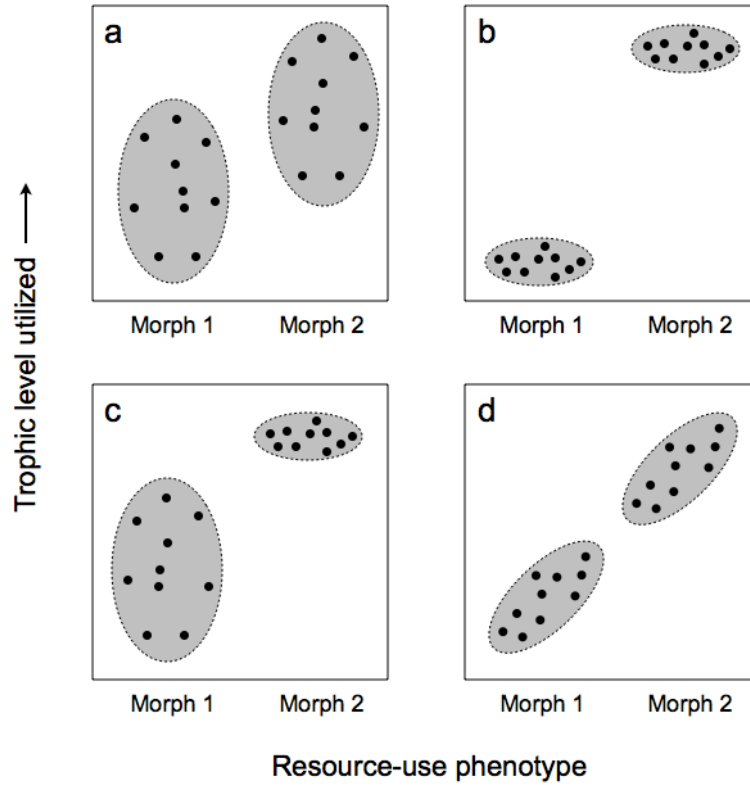 a
b
Morph 1
Morph 2
Morph 1
Morph 2
Trophic level utilized
c
d
Morph 1
Morph 2
Morph 1
Morph 2
Resource-use phenotype